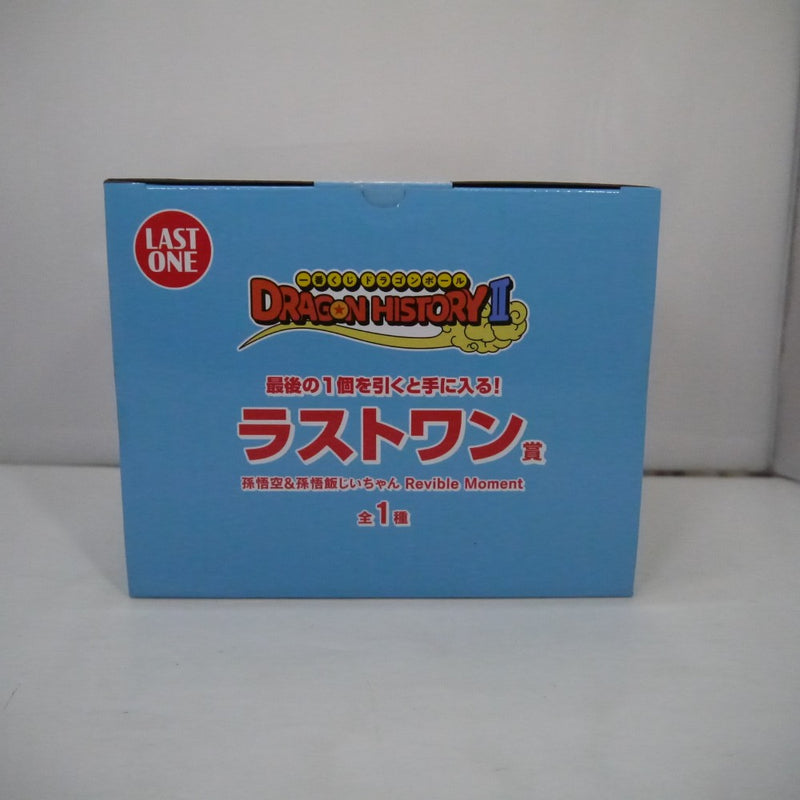 LAST
ONE
一番くじ ドラゴンボール
DRAGON HISTORY II
最後の1個を引くと手に入る!
ラストワン賞
孫悟空&孫悟飯じいちゃん Revible Moment
全1種